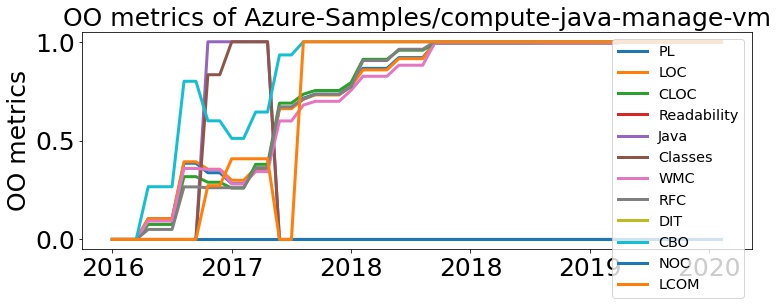 OO metrics of Azure-Samples/compute-java-manage-vm
OO metrics
1.0
0.5
0.0
2016
2017
2018
2018
2019
2020
PL
LOC
CLOC
Readability
Java
Classes
WMC
RFC
DIT
CBO
NOC
LCOM